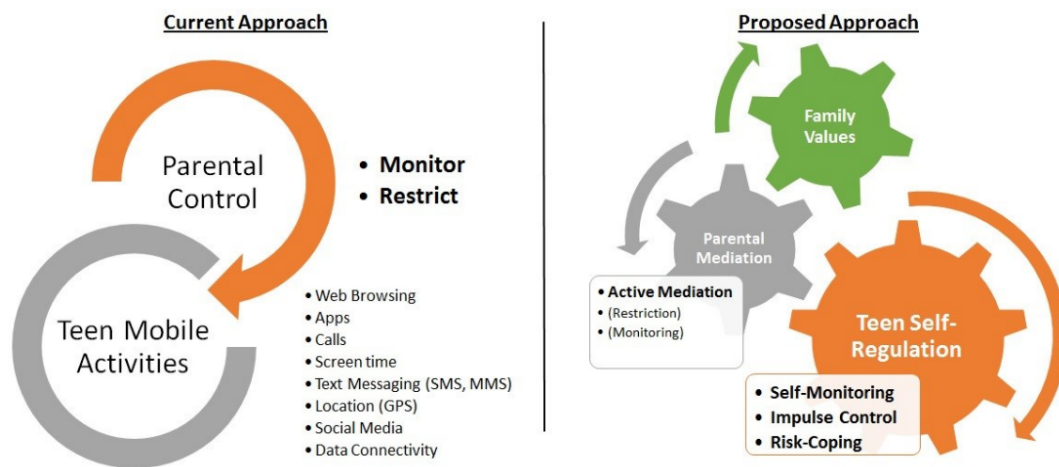 Current Approach
Parental
Control
• Monitor
• Restrict
Teen Mobile
Activities
• Web Browsing
• Apps
• Calls
• Screen time
• Text Messaging (SMS, MMS)
• Location (GPS)
• Social Media
• Data Connectivity
Proposed Approach
Family
Values
Parental
Mediation
• Active Mediation
• (Restriction)
• (Monitoring)
Teen Self-
Regulation
• Self-Monitoring
• Impulse Control
• Risk-Coping